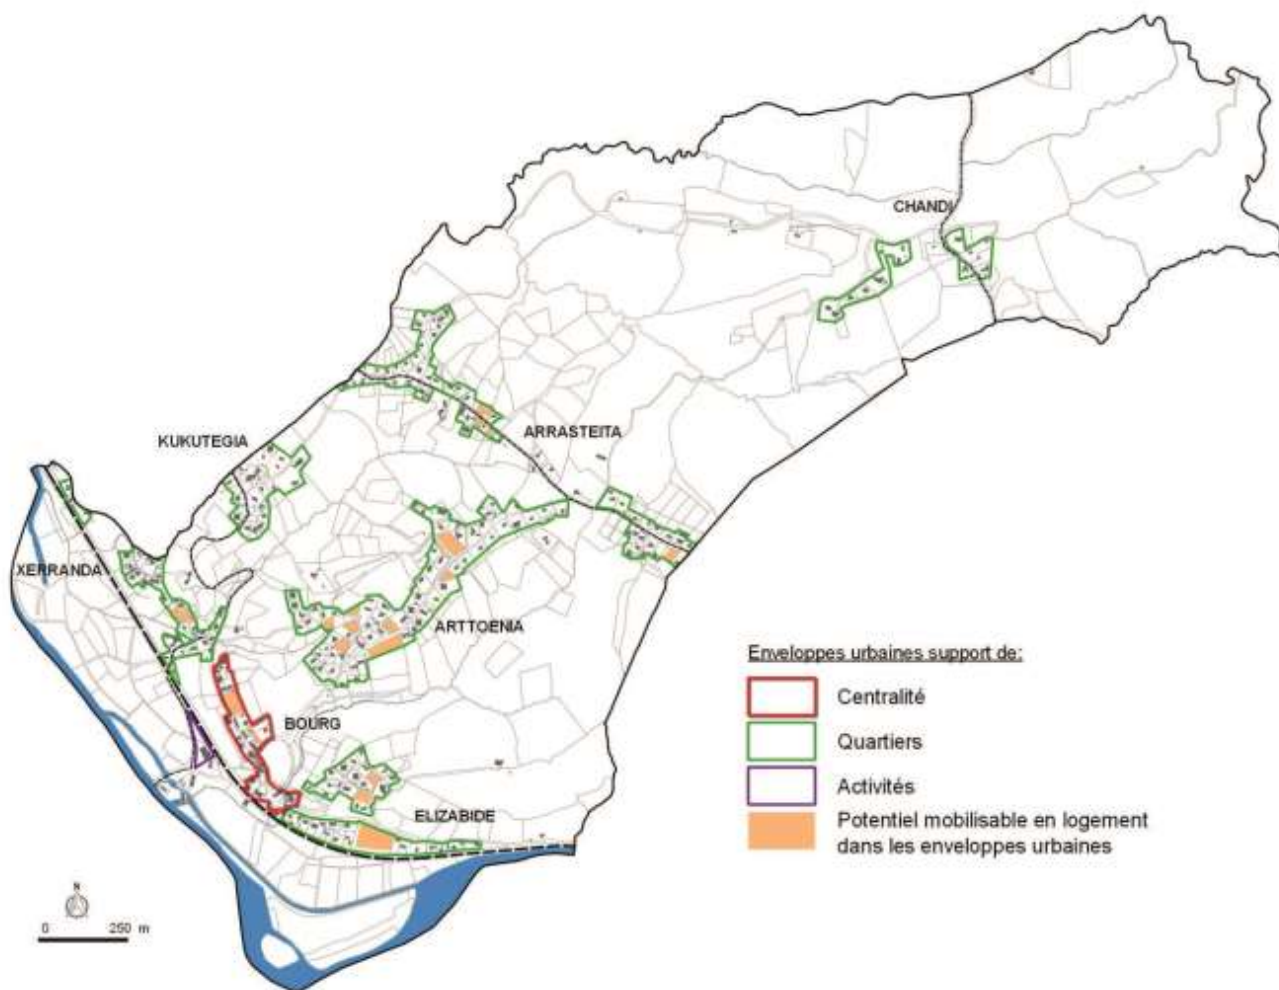 CHANDI
ARRASTEITA
KUKUTEGIA
XERRANDA
ARTTOENIA
BOURG
ELIZABIDE
Enveloppes urbaines support de:
Centralité
Quartiers
Activités
Potentiel mobilisable en logement
dans les enveloppes urbaines
N
0 250 m